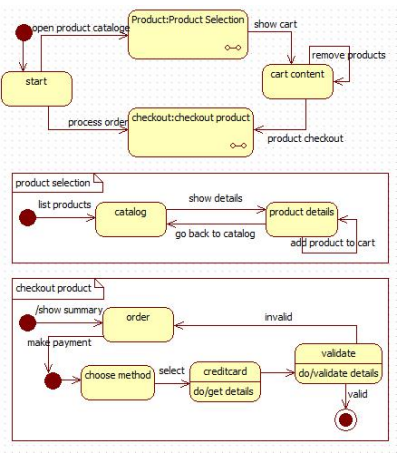 open product cataloge
Product:Product Selection
show cart
remove products
start
cart content
process order
checkout:checkout product
product checkout
product selection
list products
catalog
show details
product details
go back to catalog
add product to cart
checkout product
/show summary
order
invalid
make payment
validate
choose method
select
creditcard
do/validate details
do/get details
valid